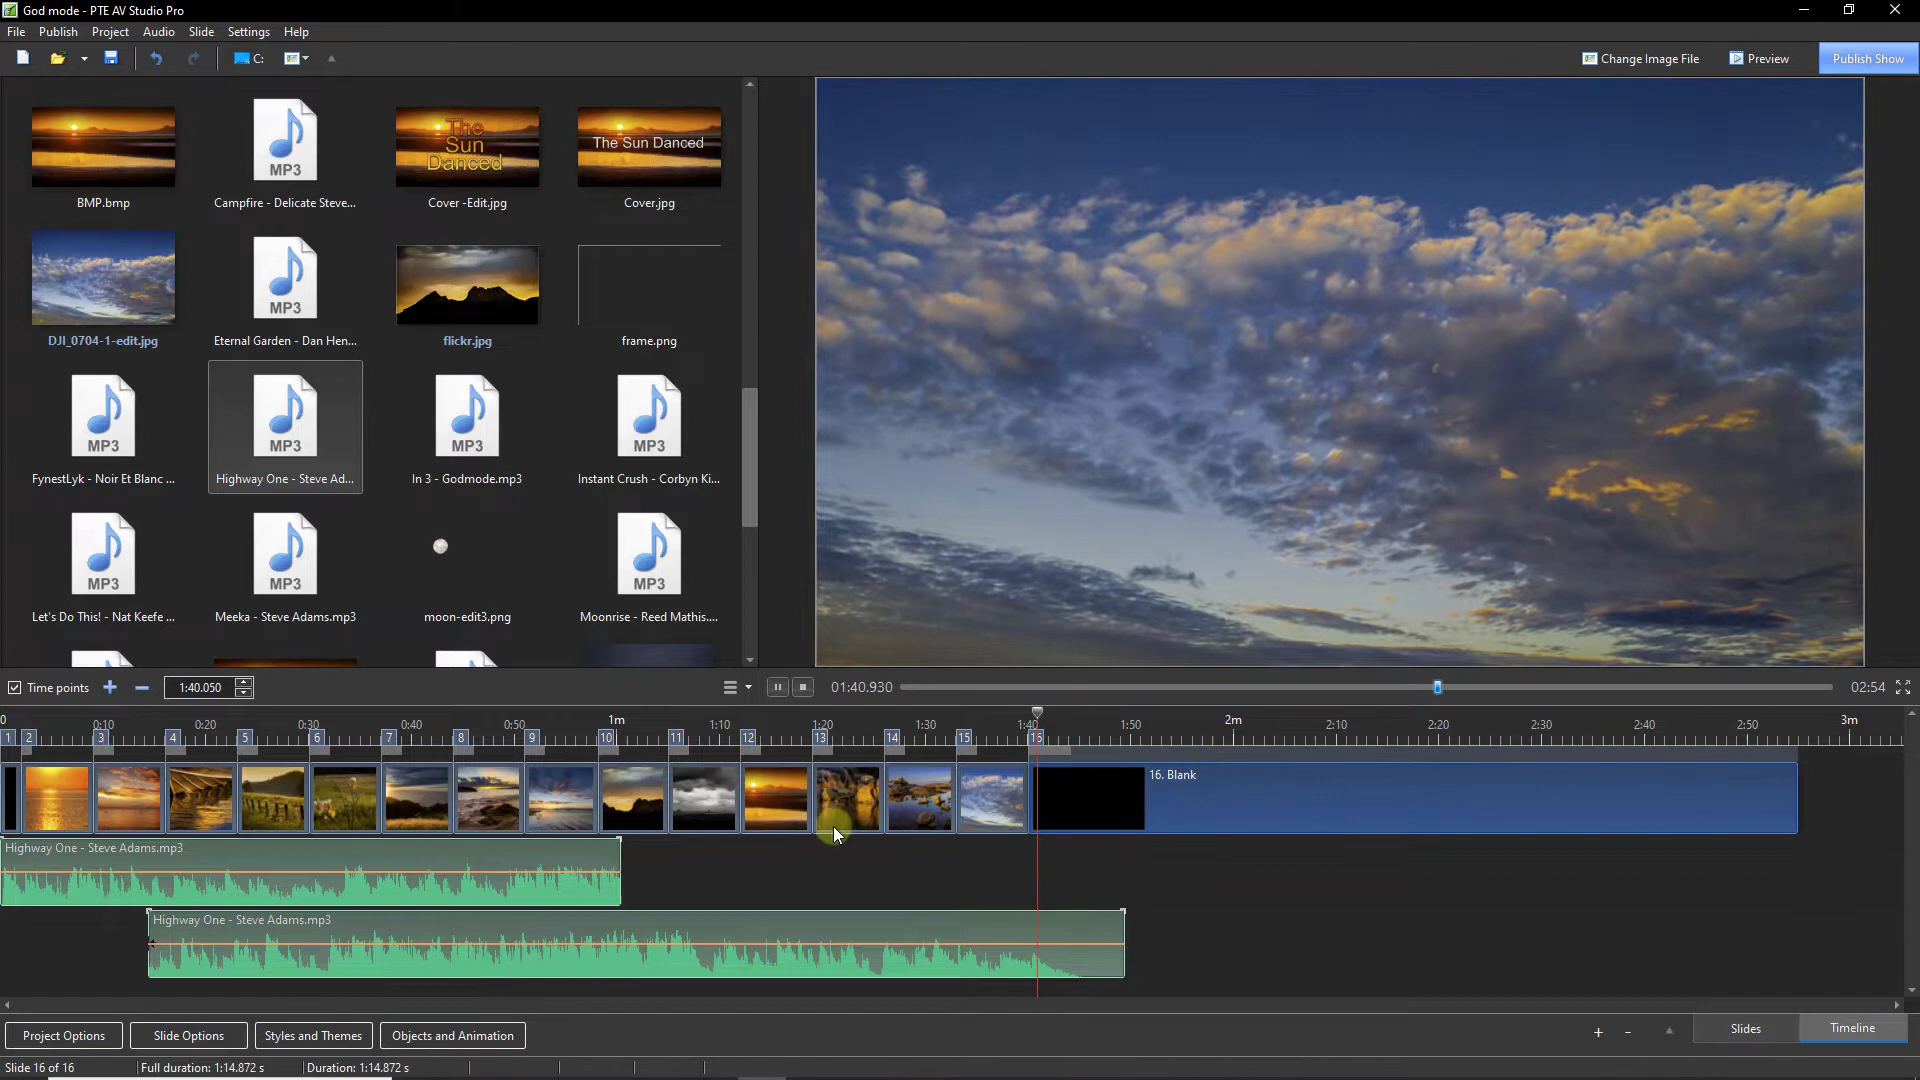 God mode - PTE AV Studio Pro
File Publish Project Audio Slide Settings Help
C: Change Image File Preview Publish Show
The Sun Danced
The Sun Danced
BMP.bmp
MP3
Campfire - Delicate Steve...
Cover -Edit.jpg
Cover.jpg
DJI_0704-1-edit.jpg
MP3
Eternal Garden - Dan Hen...
flickr.jpg
frame.png
MP3 MP3 MP3 MP3
FynestLyk - Noir Et Blanc ...
Highway One - Steve Ad...
In 3 - Godmode.mp3
Instant Crush - Corbyn Ki...
MP3 MP3 MP3
Let's Do This! - Nat Keefe ...
Meeka - Steve Adams.mp3
moon-edit3.png
Moonrise - Reed Mathis....
Time points + − 1:40.050 01:40.930 02:54
0 0:10 0:20 0:30 0:40 0:50 1m 1:10 1:20 1:30 1:40 1:50 2m 2:10 2:20 2:30 2:40 2:50 3m
1 2 3 4 5 6 7 8 9 10 11 12 13 14 15 16
16. Blank
Highway One - Steve Adams.mp3
Highway One - Steve Adams.mp3
Project Options Slide Options Styles and Themes Objects and Animation + - Slides Timeline
Slide 16 of 16 Full duration: 1:14.872 s Duration: 1:14.872 s